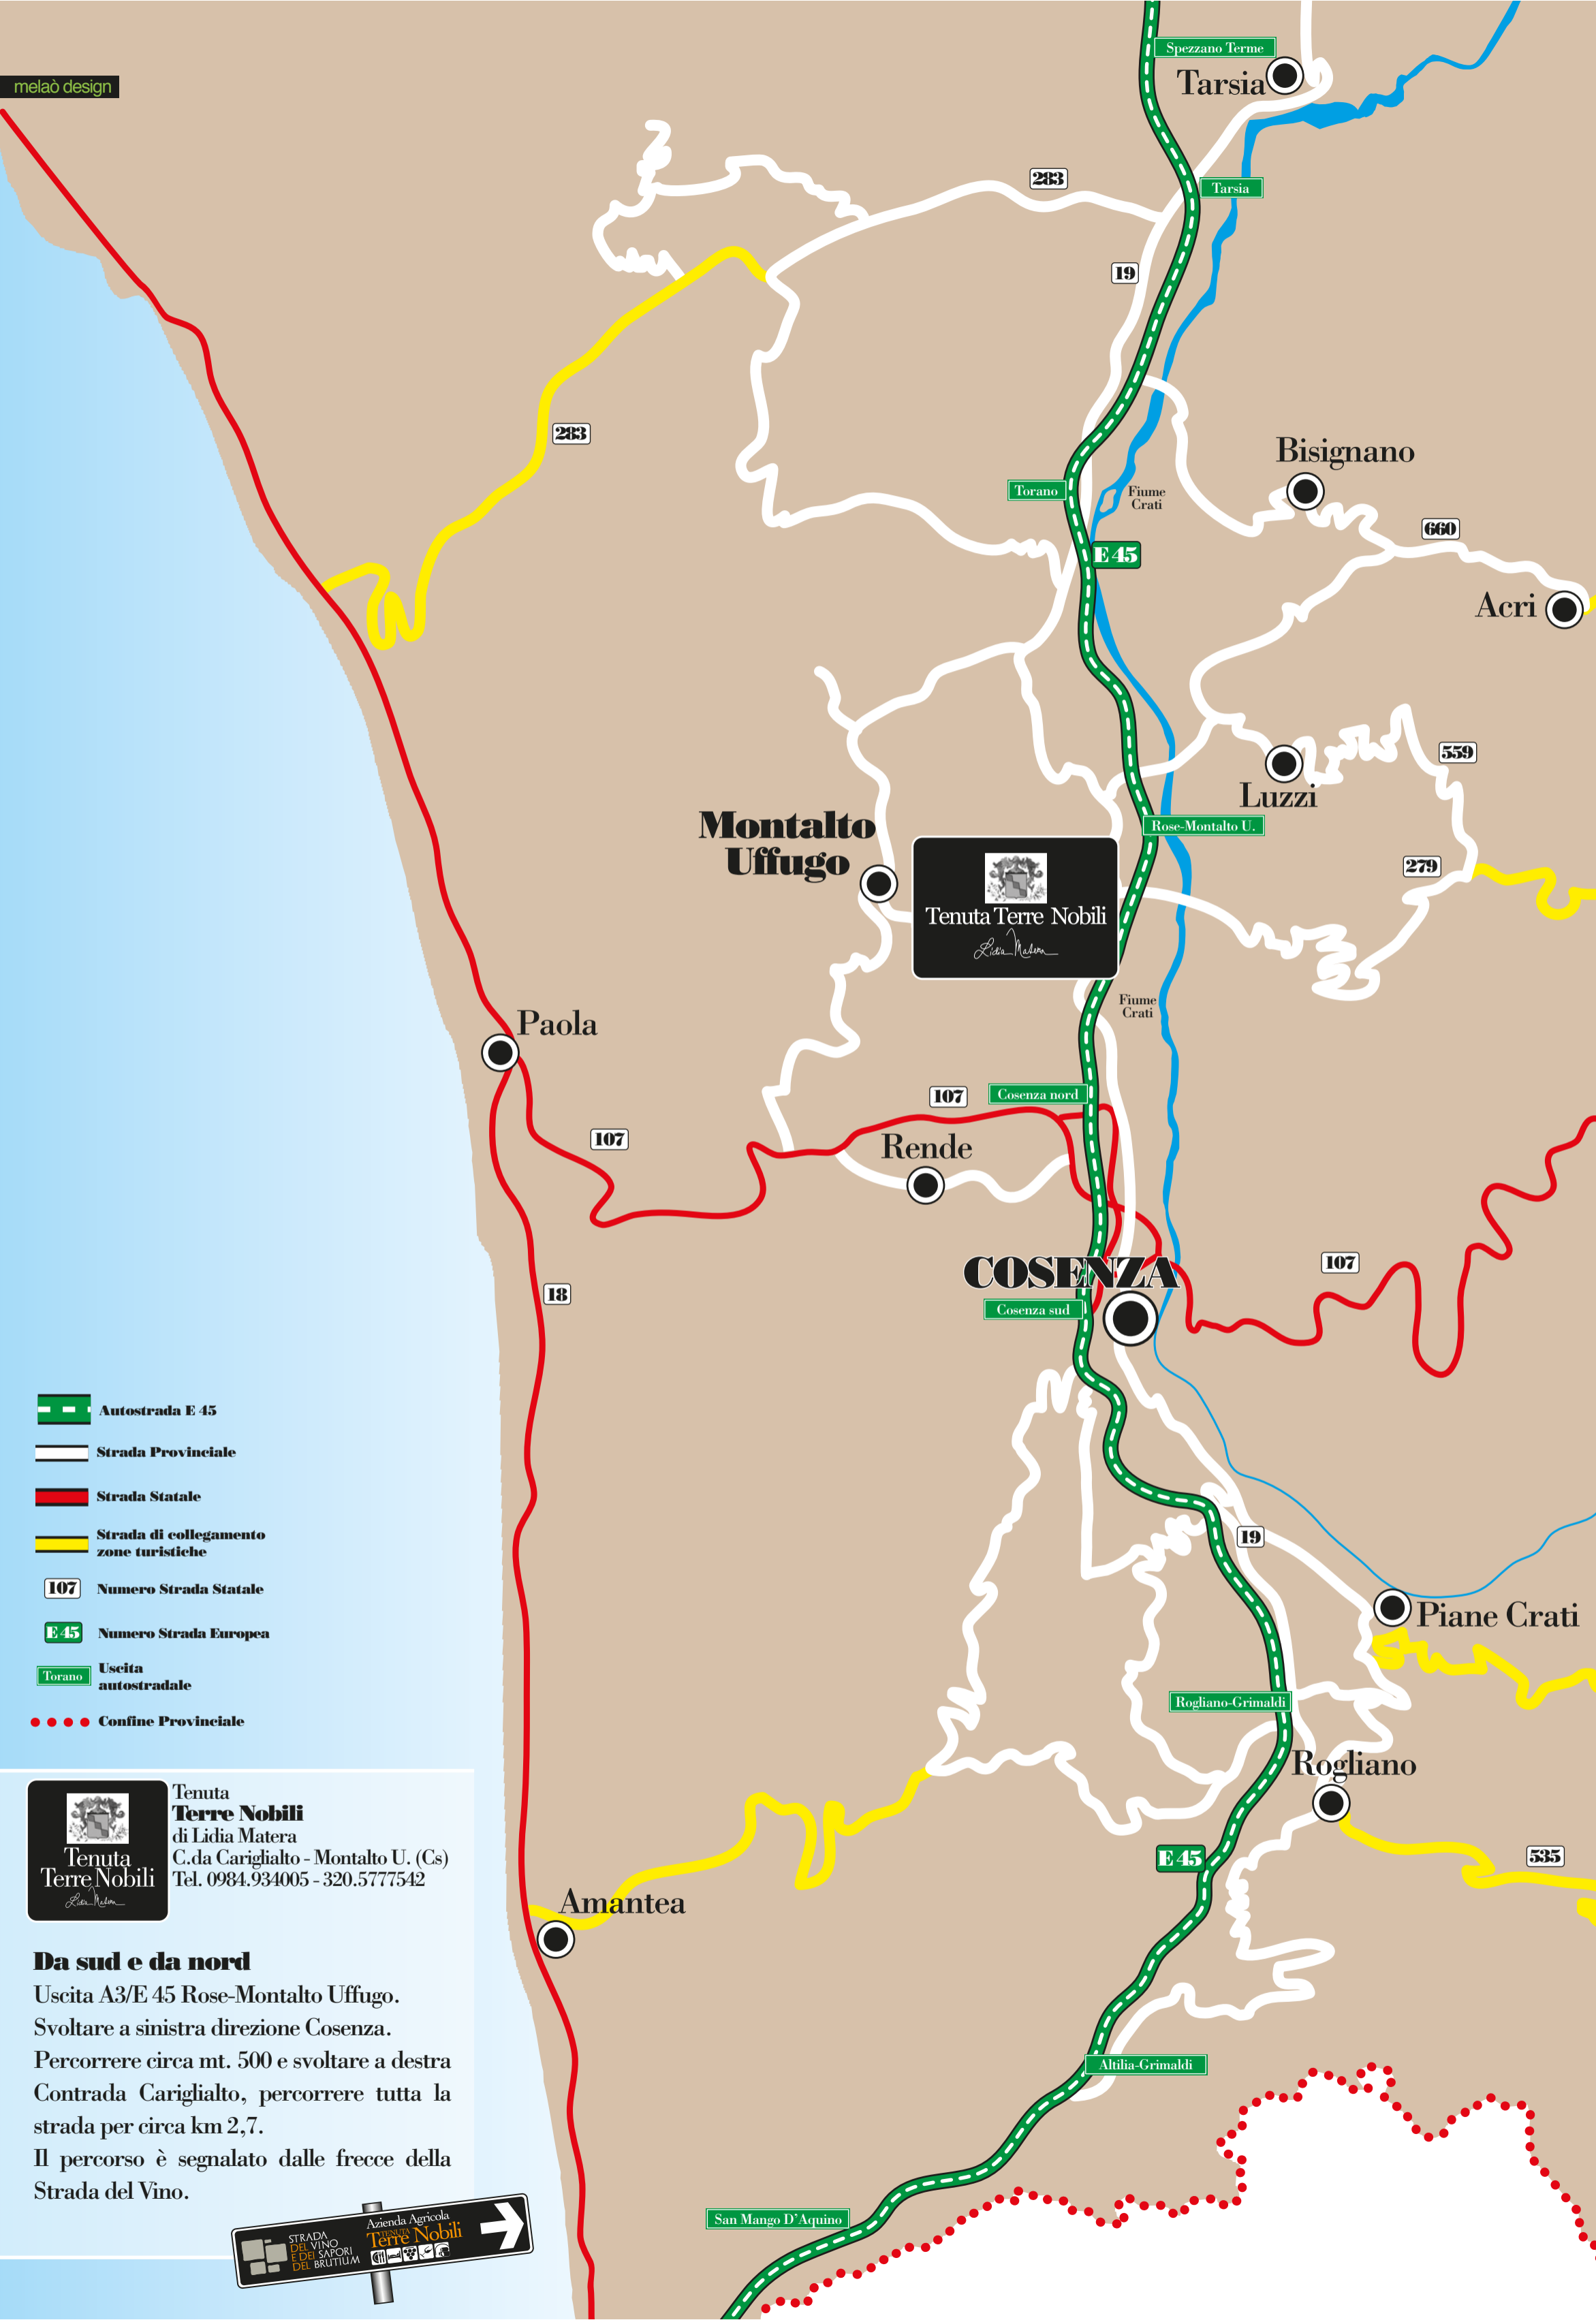 Spezzano Terme
Tarsia
melaò design
283
Tarsia
19
283
Bisignano
Torano
Fiume
Crati
660
E 45
Acri
559
Luzzi
Montalto
Uffugo
Rose-Montalto U.
279
Tenuta Terre Nobili
Lidia Matera
Fiume
Crati
Paola
Cosenza nord
107
107
Rende
COSENZA
107
18
Cosenza sud
Autostrada E 45
Strada Provinciale
Strada Statale
Strada di collegamento
zone turistiche
19
107 Numero Strada Statale
Piane Crati
E 45 Numero Strada Europea
Torano
Uscita
autostradale
Rogliano-Grimaldi
Confine Provinciale
Rogliano
Tenuta
Terre Nobili
Lidia Matera
Tenuta
Terre Nobili
di Lidia Matera
C.da Cariglialto - Montalto U. (Cs)
Tel. 0984.934005 - 320.5777542
E 45
535
Amantea
Da sud e da nord
Uscita A3/E 45 Rose-Montalto Uffugo.
Svoltare a sinistra direzione Cosenza.
Percorrere circa mt. 500 e svoltare a destra
Contrada Cariglialto, percorrere tutta la
strada per circa km 2,7.
Il percorso è segnalato dalle frecce della
Strada del Vino.
Altilia-Grimaldi
San Mango D'Aquino
STRADA
DEL VINO
E DEI SAPORI
DEL BRUTIUM
Azienda Agricola
TENUTA
Terre Nobili